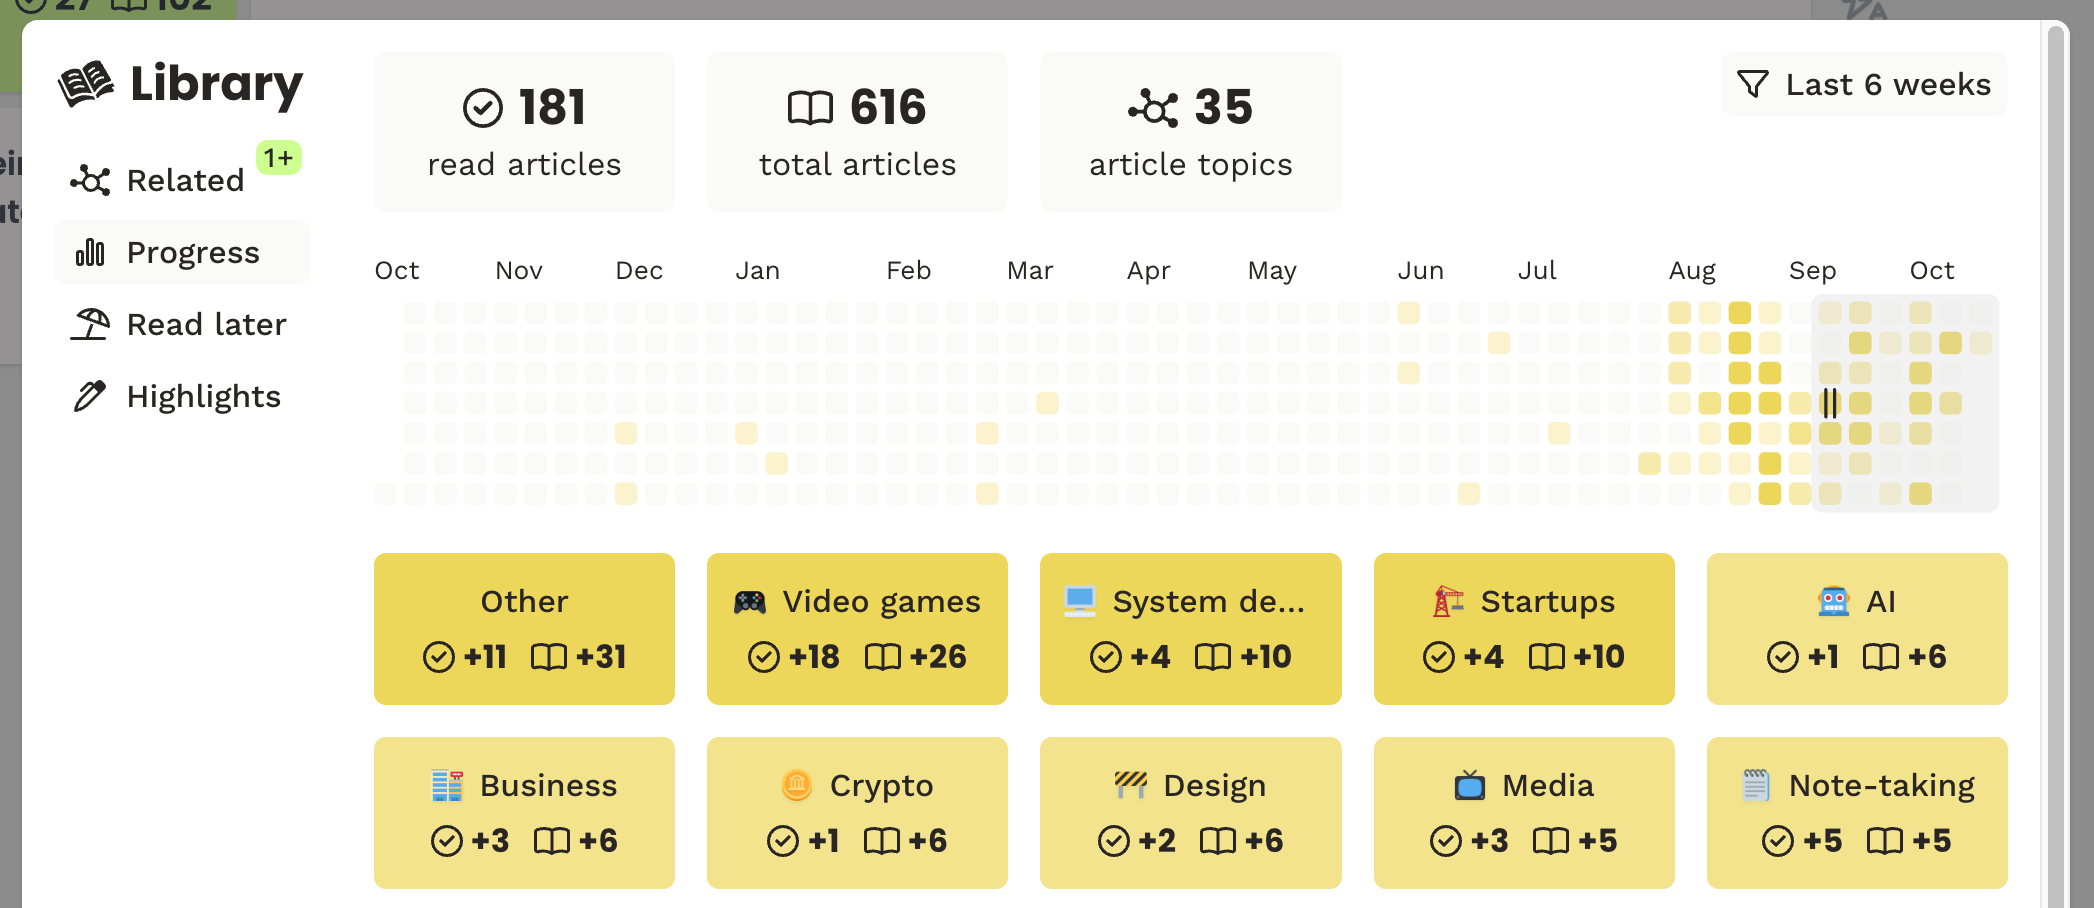 27 102
Library
Related 1+
Progress
Read later
Highlights
181
read articles
616
total articles
35
article topics
Last 6 weeks
Oct Nov Dec Jan Feb Mar Apr May Jun Jul Aug Sep Oct
Other
+11 +31
Video games
+18 +26
System de...
+4 +10
Startups
+4 +10
AI
+1 +6
Business
+3 +6
Crypto
+1 +6
Design
+2 +6
Media
+3 +5
Note-taking
+5 +5